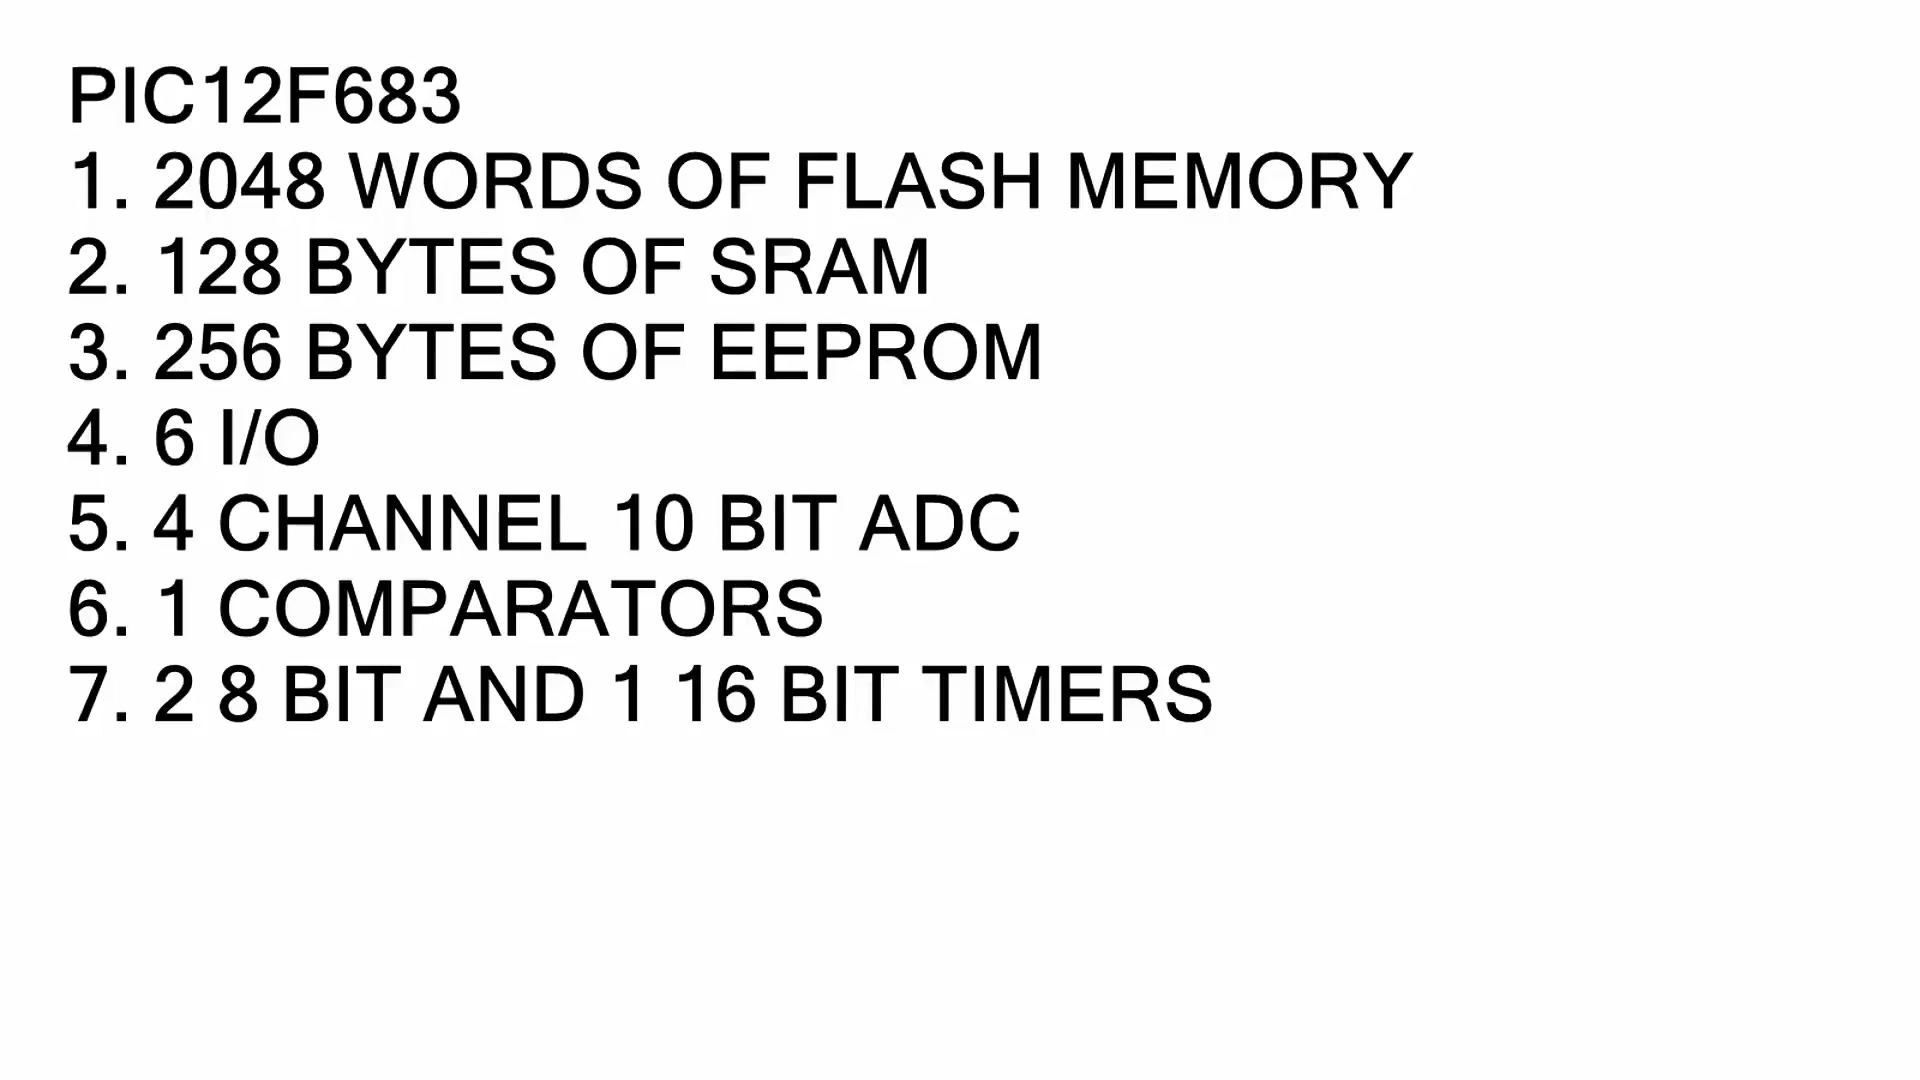 PIC12F683
1. 2048 WORDS OF FLASH MEMORY
2. 128 BYTES OF SRAM
3. 256 BYTES OF EEPROM
4. 6 I/O
5. 4 CHANNEL 10 BIT ADC
6. 1 COMPARATORS
7. 2 8 BIT AND 1 16 BIT TIMERS